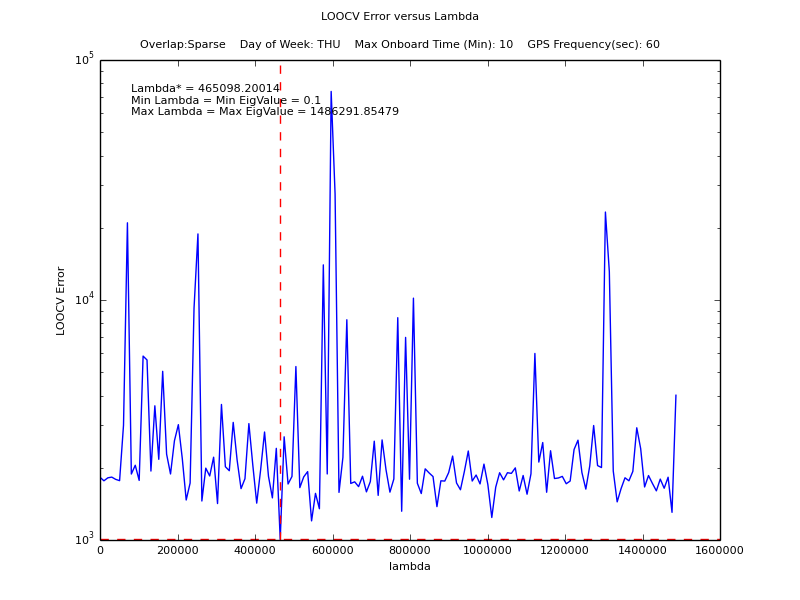 LOOCV Error versus Lambda
Overlap:Sparse    Day of Week: THU    Max Onboard Time (Min): 10    GPS Frequency(sec): 60
Lambda* = 465098.20014
Min Lambda = Min EigValue = 0.1
Max Lambda = Max EigValue = 1486291.85479
10^5
10^4
10^3
LOOCV Error
0 200000 400000 600000 800000 1000000 1200000 1400000 1600000
lambda